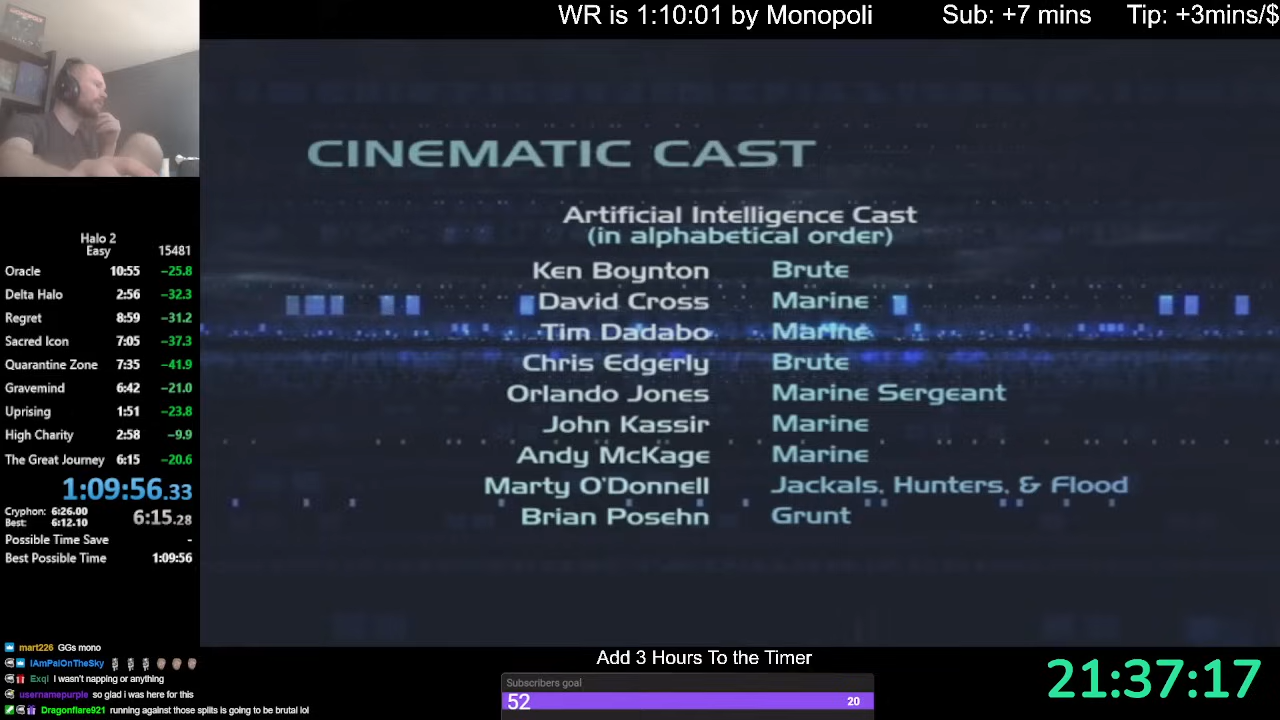 WR is 1:10:01 by Monopoli
Sub: +7 mins
Tip: +3mins/$
CINEMATIC CAST
Artificial Intelligence Cast
(in alphabetical order)
Ken Boynton Brute
David Cross Marine
Tim Dadabo Marine
Chris Edgerly Brute
Orlando Jones Marine Sergeant
John Kassir Marine
Andy McKage Marine
Marty O'Donnell Jackals, Hunters, & Flood
Brian Posehn Grunt
Halo 2
Easy 15481
Oracle 10:55 −25.8
Delta Halo 2:56 −32.3
Regret 8:59 −31.2
Sacred Icon 7:05 −37.3
Quarantine Zone 7:35 −41.9
Gravemind 6:42 −21.0
Uprising 1:51 −23.8
High Charity 2:58 −9.9
The Great Journey 6:15 −20.6
1:09:56.33
Cryphon: 6:26.00
Best: 6:12.10
6:15.28
Possible Time Save -
Best Possible Time 1:09:56
mart226 GGs mono
IAmPalOnTheSky
Exql I wasn't napping or anything
usernamepurple so glad i was here for this
Dragonflare921 running against those splits is going to be brutal lol
Add 3 Hours To the Timer
Subscribers goal
52 20
21:37:17